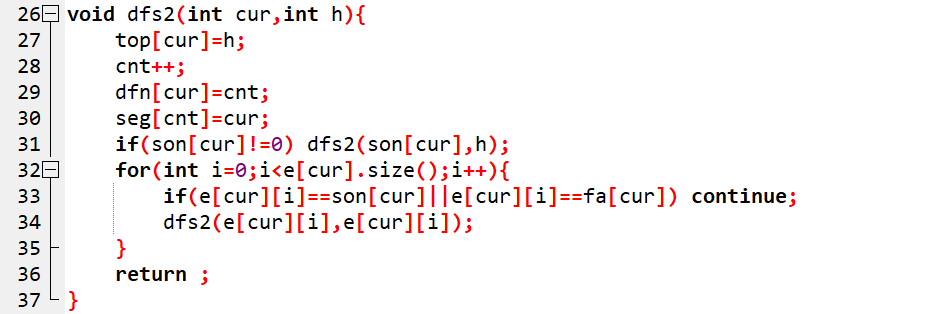 26 void dfs2(int cur,int h){
27     top[cur]=h;
28     cnt++;
29     dfn[cur]=cnt;
30     seg[cnt]=cur;
31     if(son[cur]!=0) dfs2(son[cur],h);
32     for(int i=0;i<e[cur].size();i++){
33         if(e[cur][i]==son[cur]||e[cur][i]==fa[cur]) continue;
34         dfs2(e[cur][i],e[cur][i]);
35     }
36     return ;
37 }